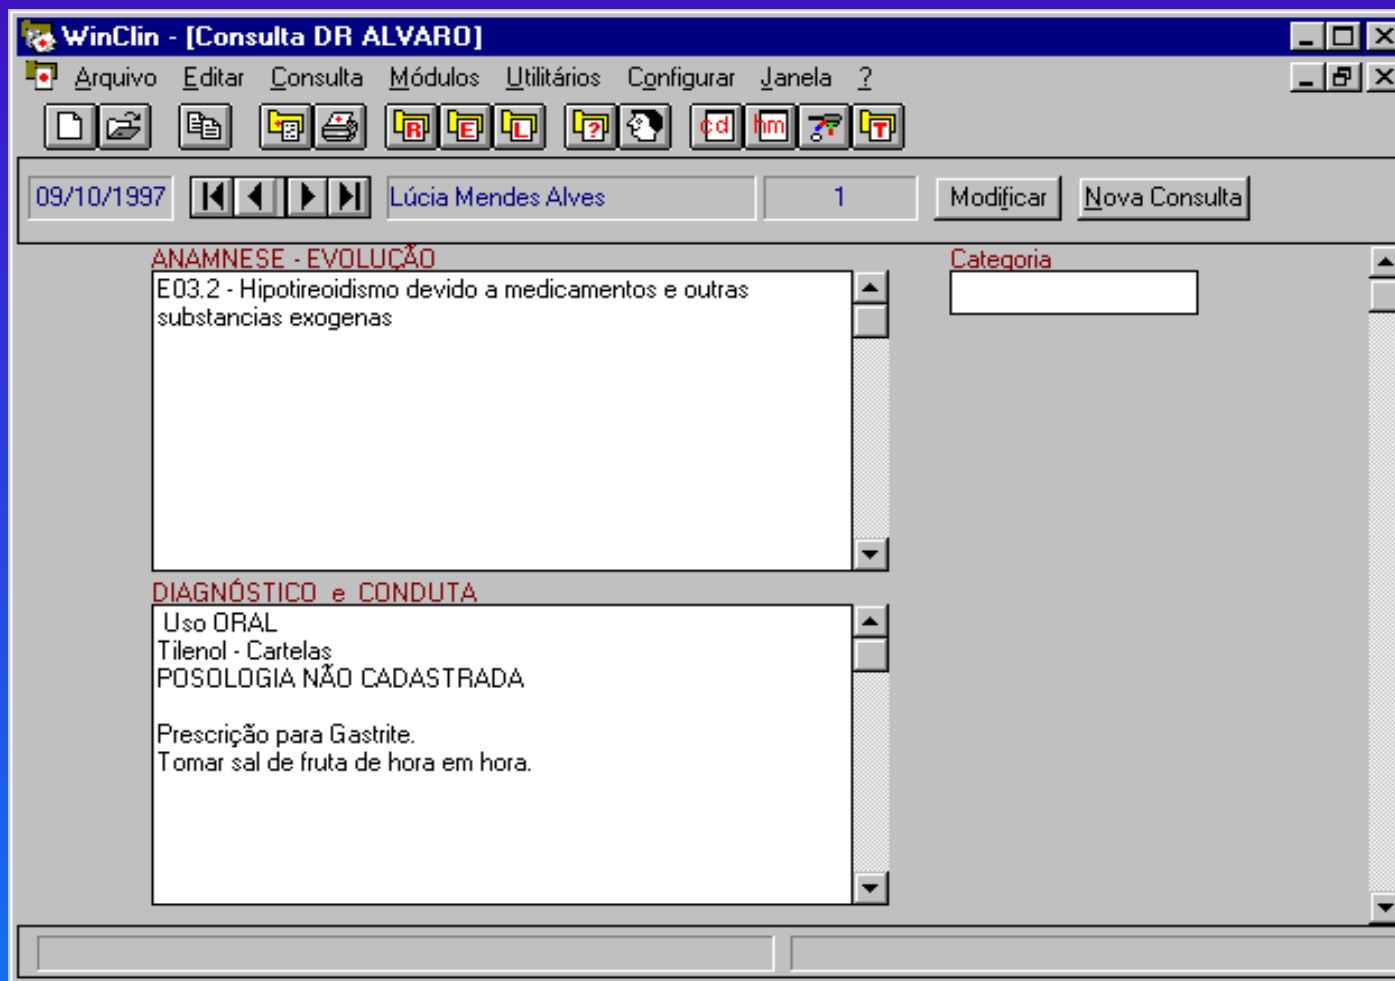 WinClin - [Consulta DR ALVARO]
Arquivo Editar Consulta Módulos Utilitários Configurar Janela ?
R E L ? cd hm T
09/10/1997 Lúcia Mendes Alves 1 Modificar Nova Consulta
ANAMNESE - EVOLUÇÃO
Categoria
E03.2 - Hipotireoidismo devido a medicamentos e outras
substancias exogenas
DIAGNÓSTICO e CONDUTA
Uso ORAL
Tilenol - Cartelas
POSOLOGIA NÃO CADASTRADA
Prescrição para Gastrite.
Tomar sal de fruta de hora em hora.